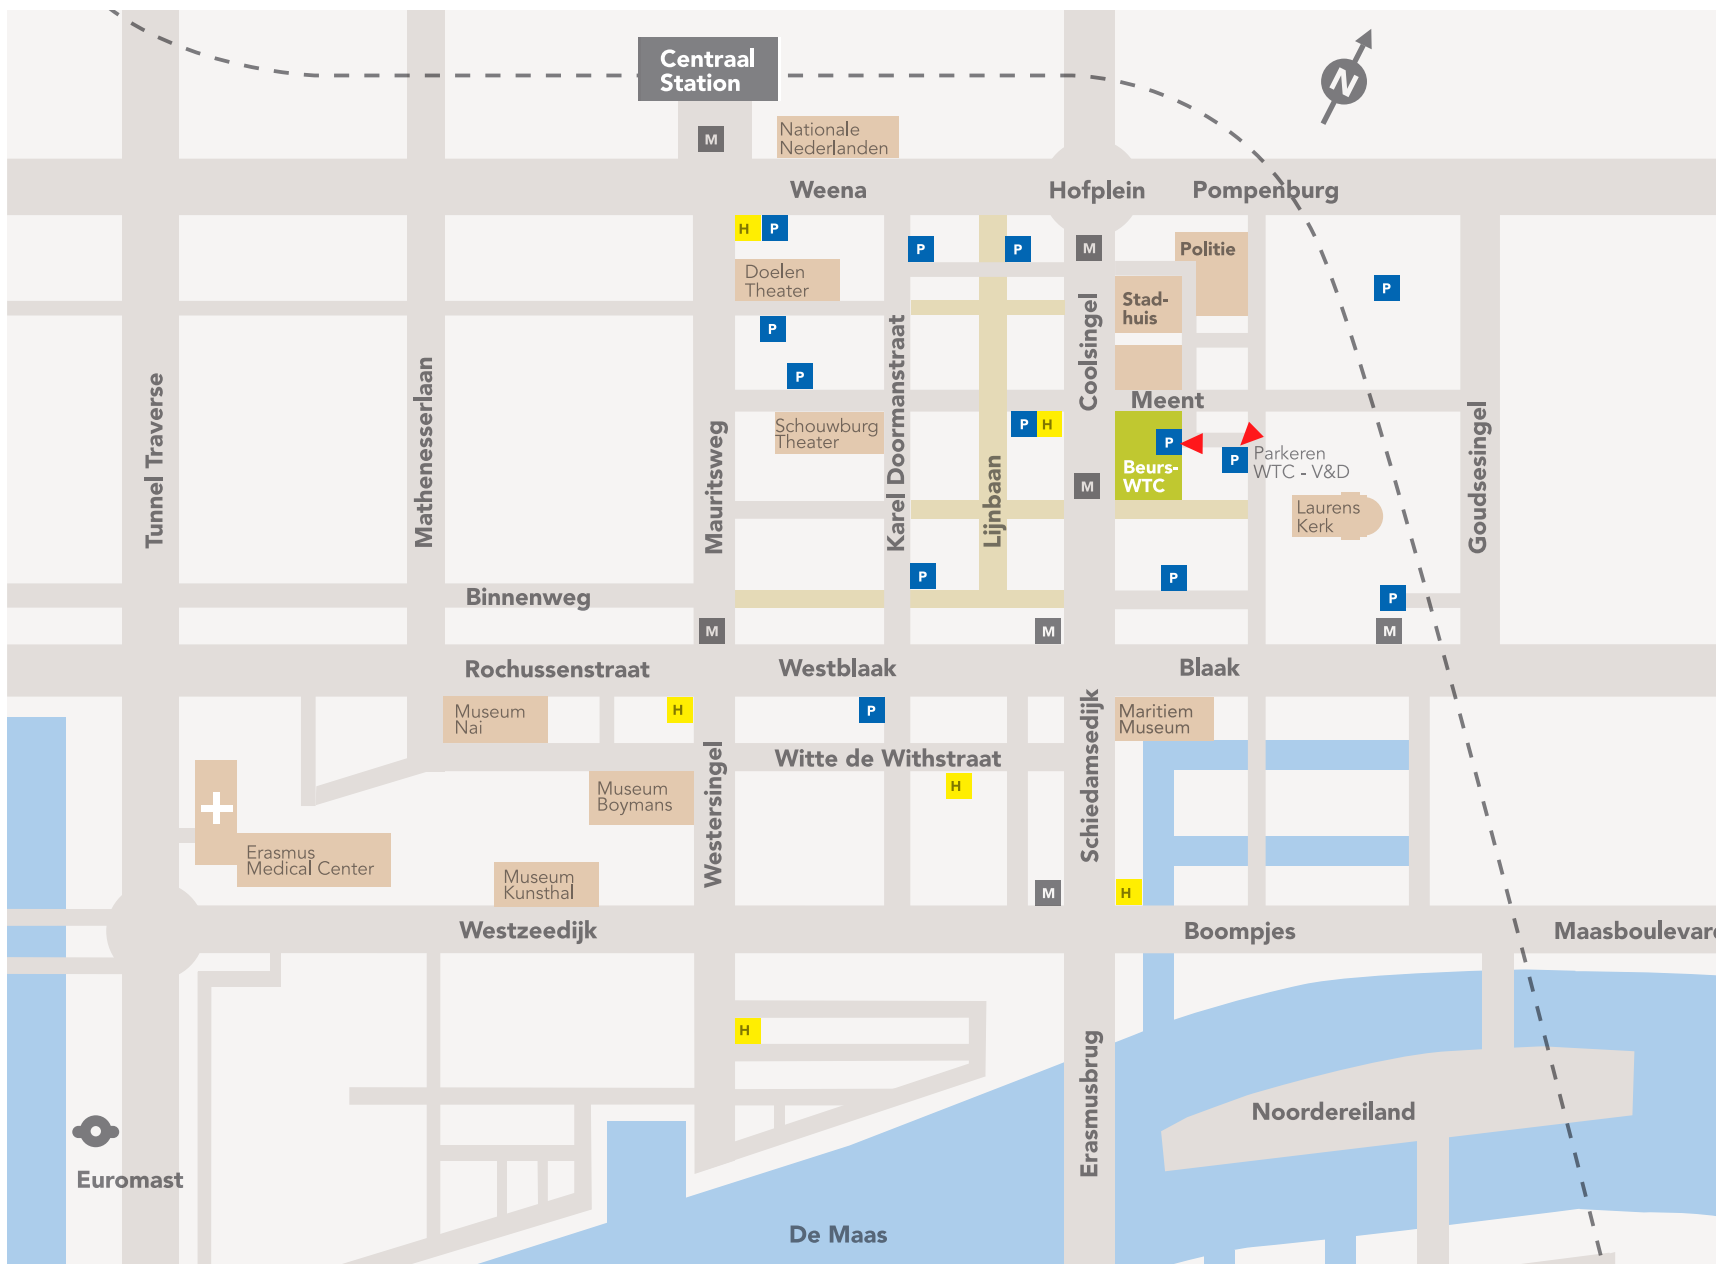 Centraal
Station
N
M
Nationale
Nederlanden
Weena
Hofplein
Pompenburg
H
P
P
P
M
Politie
Doelen
Theater
P
Stad-
huis
P
P
Tunnel Traverse
Mathenesserlaan
Mauritsweg
Karel Doormanstraat
Lijnbaan
Coolsingel
Goudsesingel
Meent
Schouwburg
Theater
P
H
P
P
Parkeren
WTC - V&D
Beurs-
WTC
M
Laurens
Kerk
P
P
P
Binnenweg
M
M
M
Rochussenstraat
Westblaak
Blaak
Museum
Nai
H
P
Maritiem
Museum
Westersingel
Schiedamsedijk
Witte de Withstraat
H
Museum
Boymans
Erasmus
Medical Center
Museum
Kunsthal
M
H
Westzeedijk
Boompjes
Maasboulevard
H
Erasmusbrug
Noordereiland
Euromast
De Maas